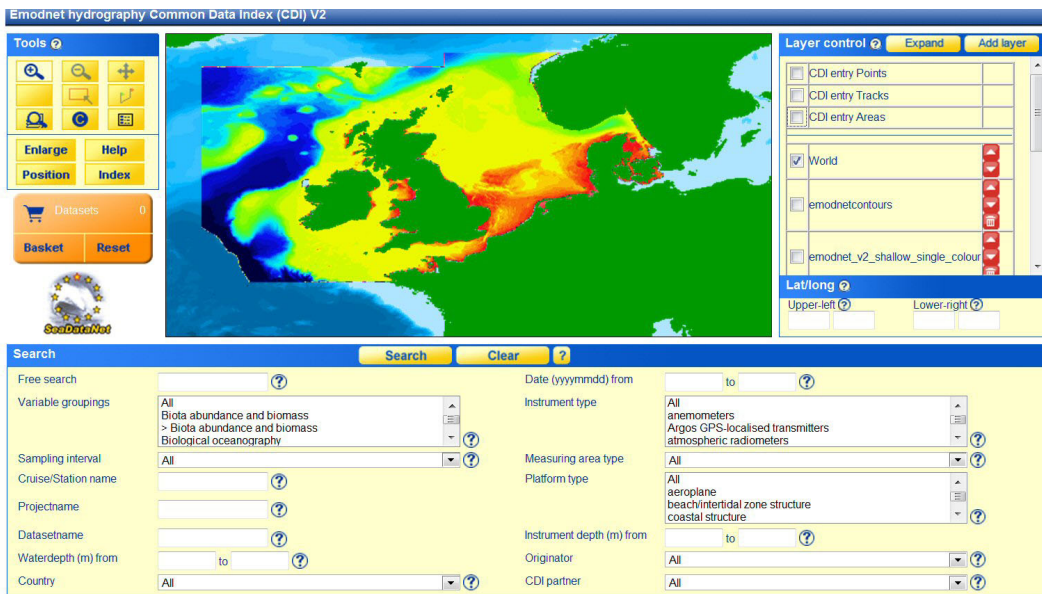 Emodnet hydrography Common Data Index (CDI) V2
Tools ?
C
Enlarge Help
Position Index
Datasets 0
Basket Reset
SeaDataNet
Layer control ? Expand Add layer
CDI entry Points
CDI entry Tracks
CDI entry Areas
World
emodnetcontours
emodnet_v2_shallow_single_colour
Lat/long ?
Upper-left ? Lower-right ?
Search Search Clear ?
Free search ? Date (yyyymmdd) from to ?
Variable groupings All Instrument type All
Biota abundance and biomass anemometers
> Biota abundance and biomass Argos GPS-localised transmitters
Biological oceanography ? atmospheric radiometers ?
Sampling interval All ? Measuring area type All ?
Cruise/Station name ? Platform type All
aeroplane
Projectname ? beach/intertidal zone structure
coastal structure ?
Datasetname ? Instrument depth (m) from to ?
Waterdepth (m) from to ? Originator All ?
Country All ? CDI partner All ?